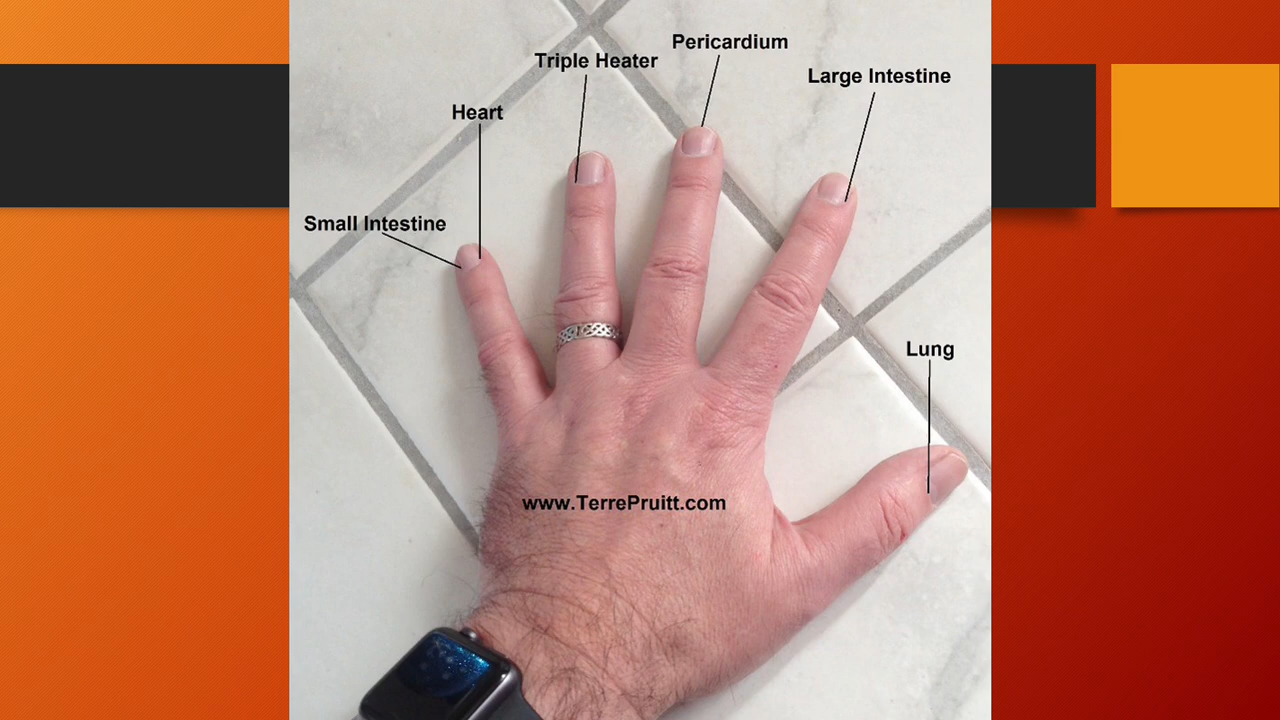 Pericardium
Triple Heater
Large Intestine
Heart
Small Intestine
Lung
www.TerrePruitt.com